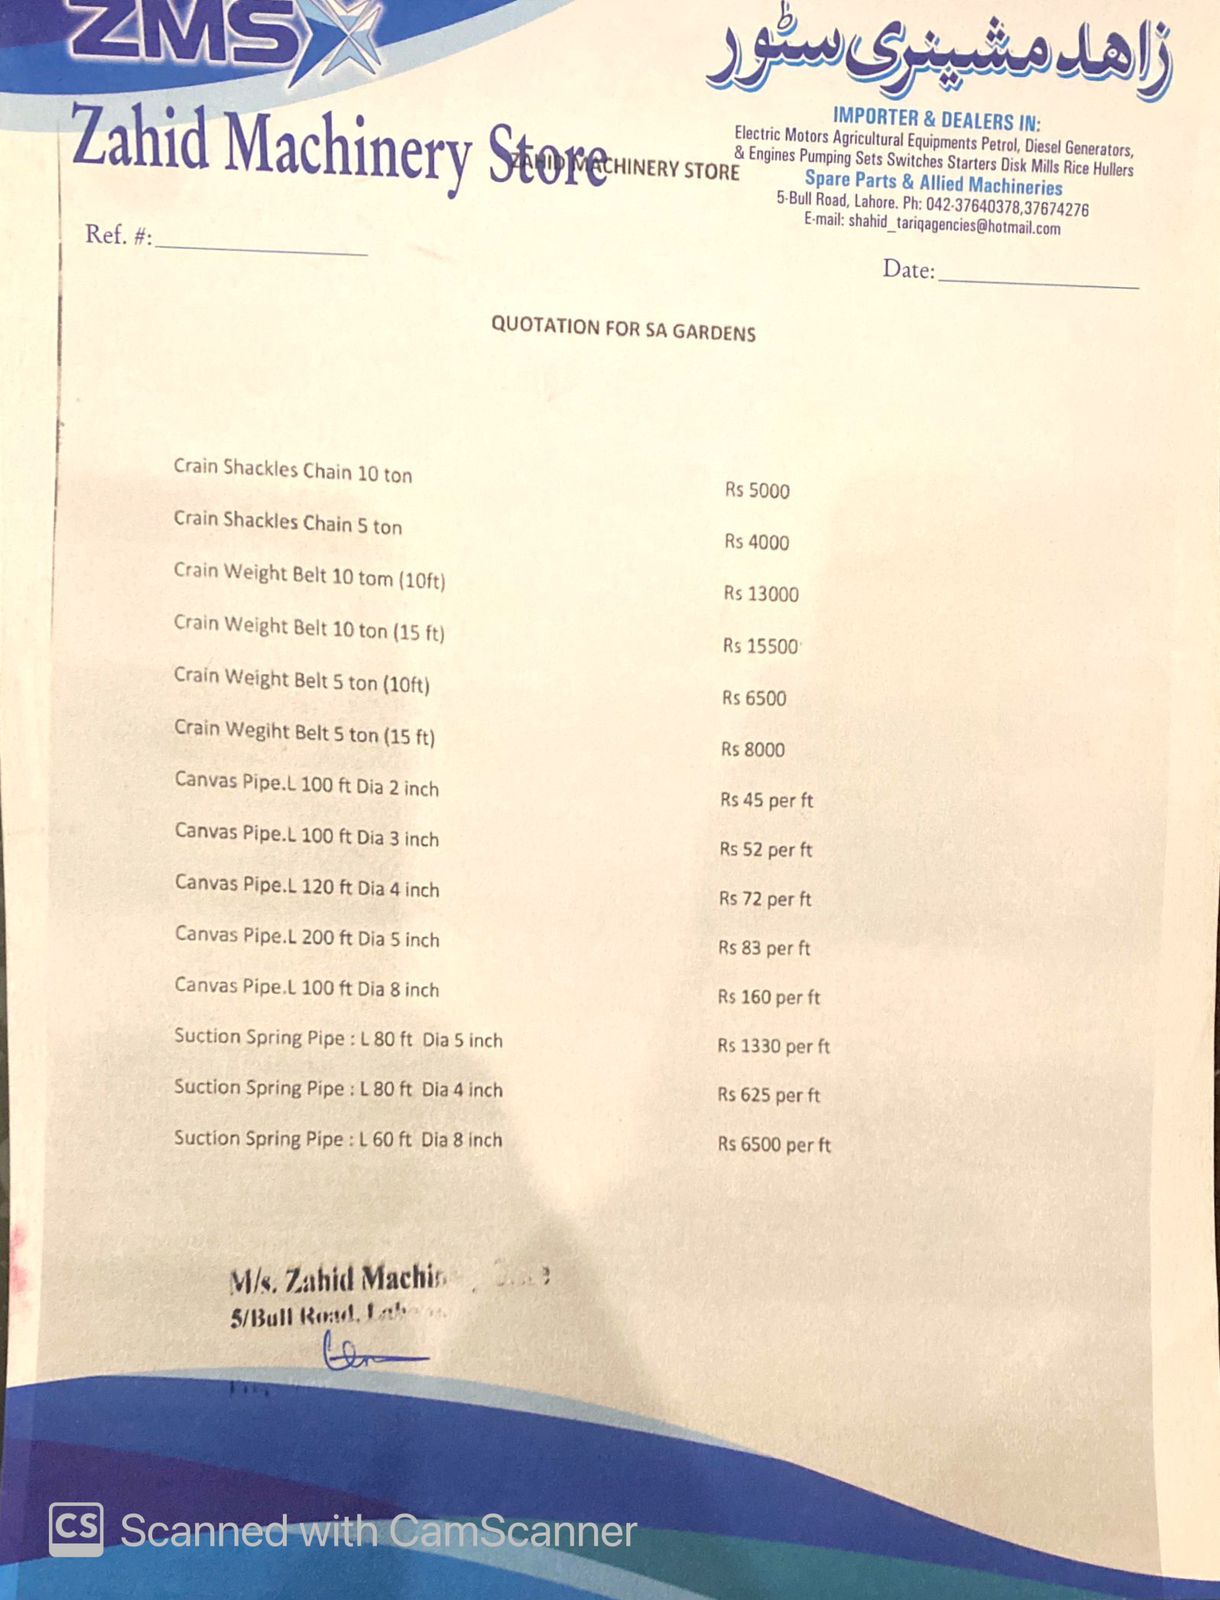 ZMS
زاهد مشینری سٹور
Zahid Machinery Store
ZAHID MACHINERY STORE
IMPORTER & DEALERS IN:
Electric Motors Agricultural Equipments Petrol, Diesel Generators,
& Engines Pumping Sets Switches Starters Disk Mills Rice Hullers
Spare Parts & Allied Machineries
5-Bull Road, Lahore. Ph: 042-37640378,37674276
E-mail: shahid_tariqagencies@hotmail.com
Ref. #:
Date:
QUOTATION FOR SA GARDENS
Crain Shackles Chain 10 ton Rs 5000
Crain Shackles Chain 5 ton Rs 4000
Crain Weight Belt 10 tom (10ft) Rs 13000
Crain Weight Belt 10 ton (15 ft) Rs 15500
Crain Weight Belt 5 ton (10ft) Rs 6500
Crain Wegiht Belt 5 ton (15 ft) Rs 8000
Canvas Pipe.L 100 ft Dia 2 inch Rs 45 per ft
Canvas Pipe.L 100 ft Dia 3 inch Rs 52 per ft
Canvas Pipe.L 120 ft Dia 4 inch Rs 72 per ft
Canvas Pipe.L 200 ft Dia 5 inch Rs 83 per ft
Canvas Pipe.L 100 ft Dia 8 inch Rs 160 per ft
Suction Spring Pipe : L 80 ft Dia 5 inch Rs 1330 per ft
Suction Spring Pipe : L 80 ft Dia 4 inch Rs 625 per ft
Suction Spring Pipe : L 60 ft Dia 8 inch Rs 6500 per ft
M/s. Zahid
5/Bull Road,
CS Scanned with CamScanner